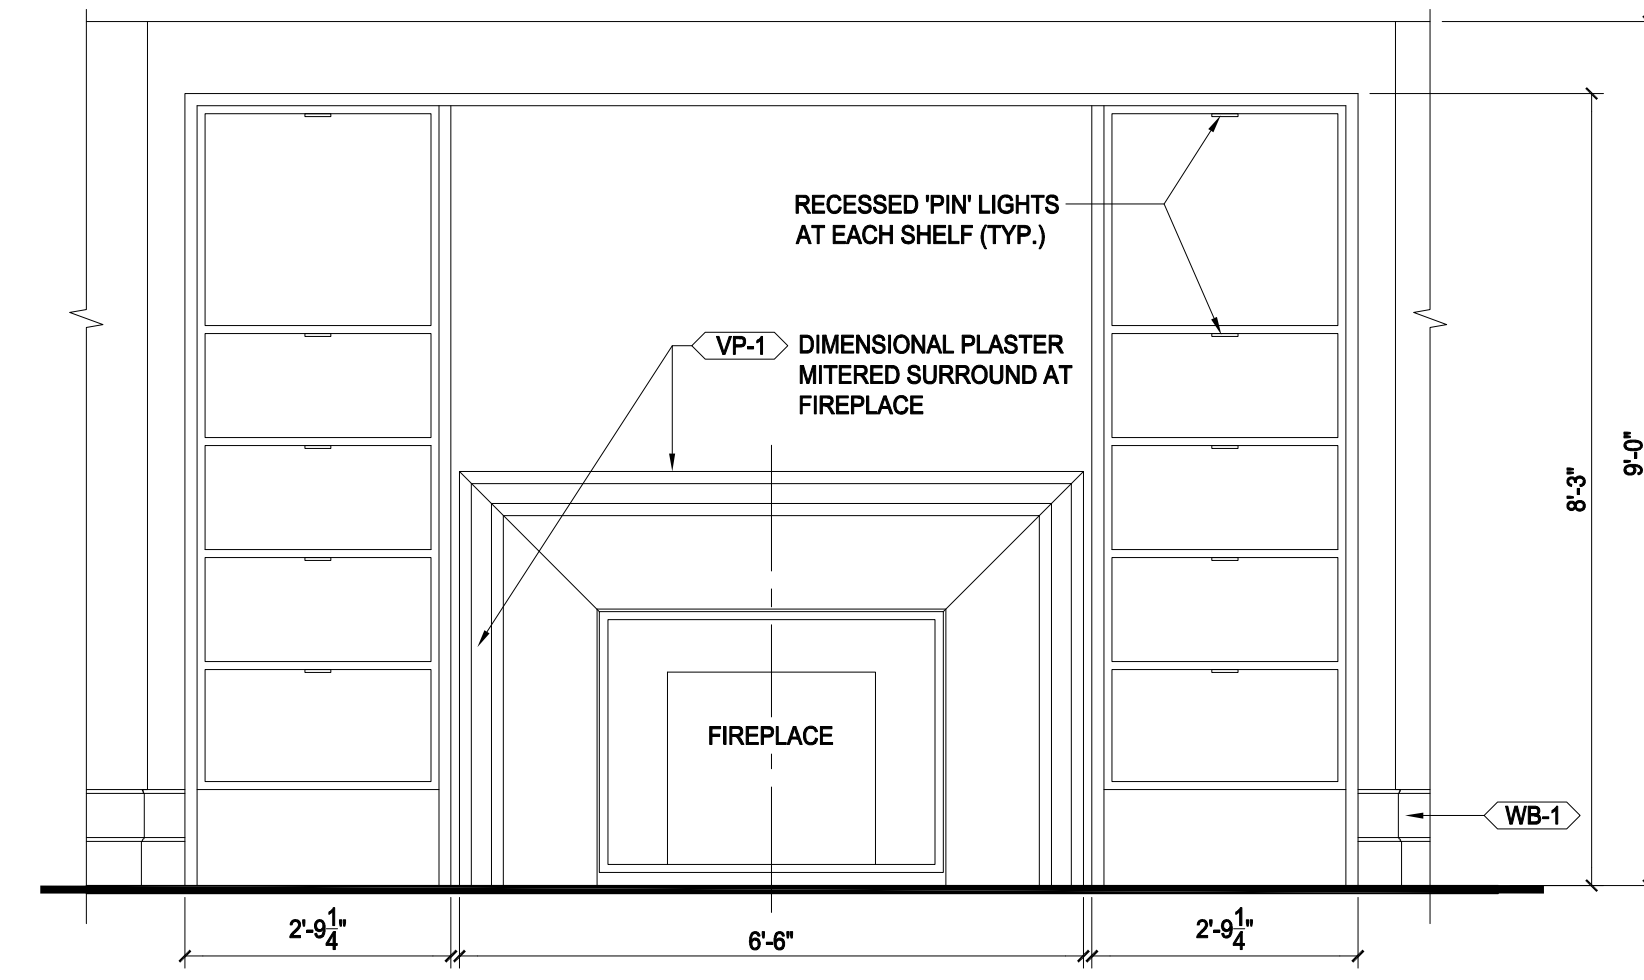 RECESSED 'PIN' LIGHTS
AT EACH SHELF (TYP.)
VP-1
DIMENSIONAL PLASTER
MITERED SURROUND AT
FIREPLACE
9'-0"
8'-3"
FIREPLACE
WB-1
2'-9 1/4"
6'-6"
2'-9 1/4"